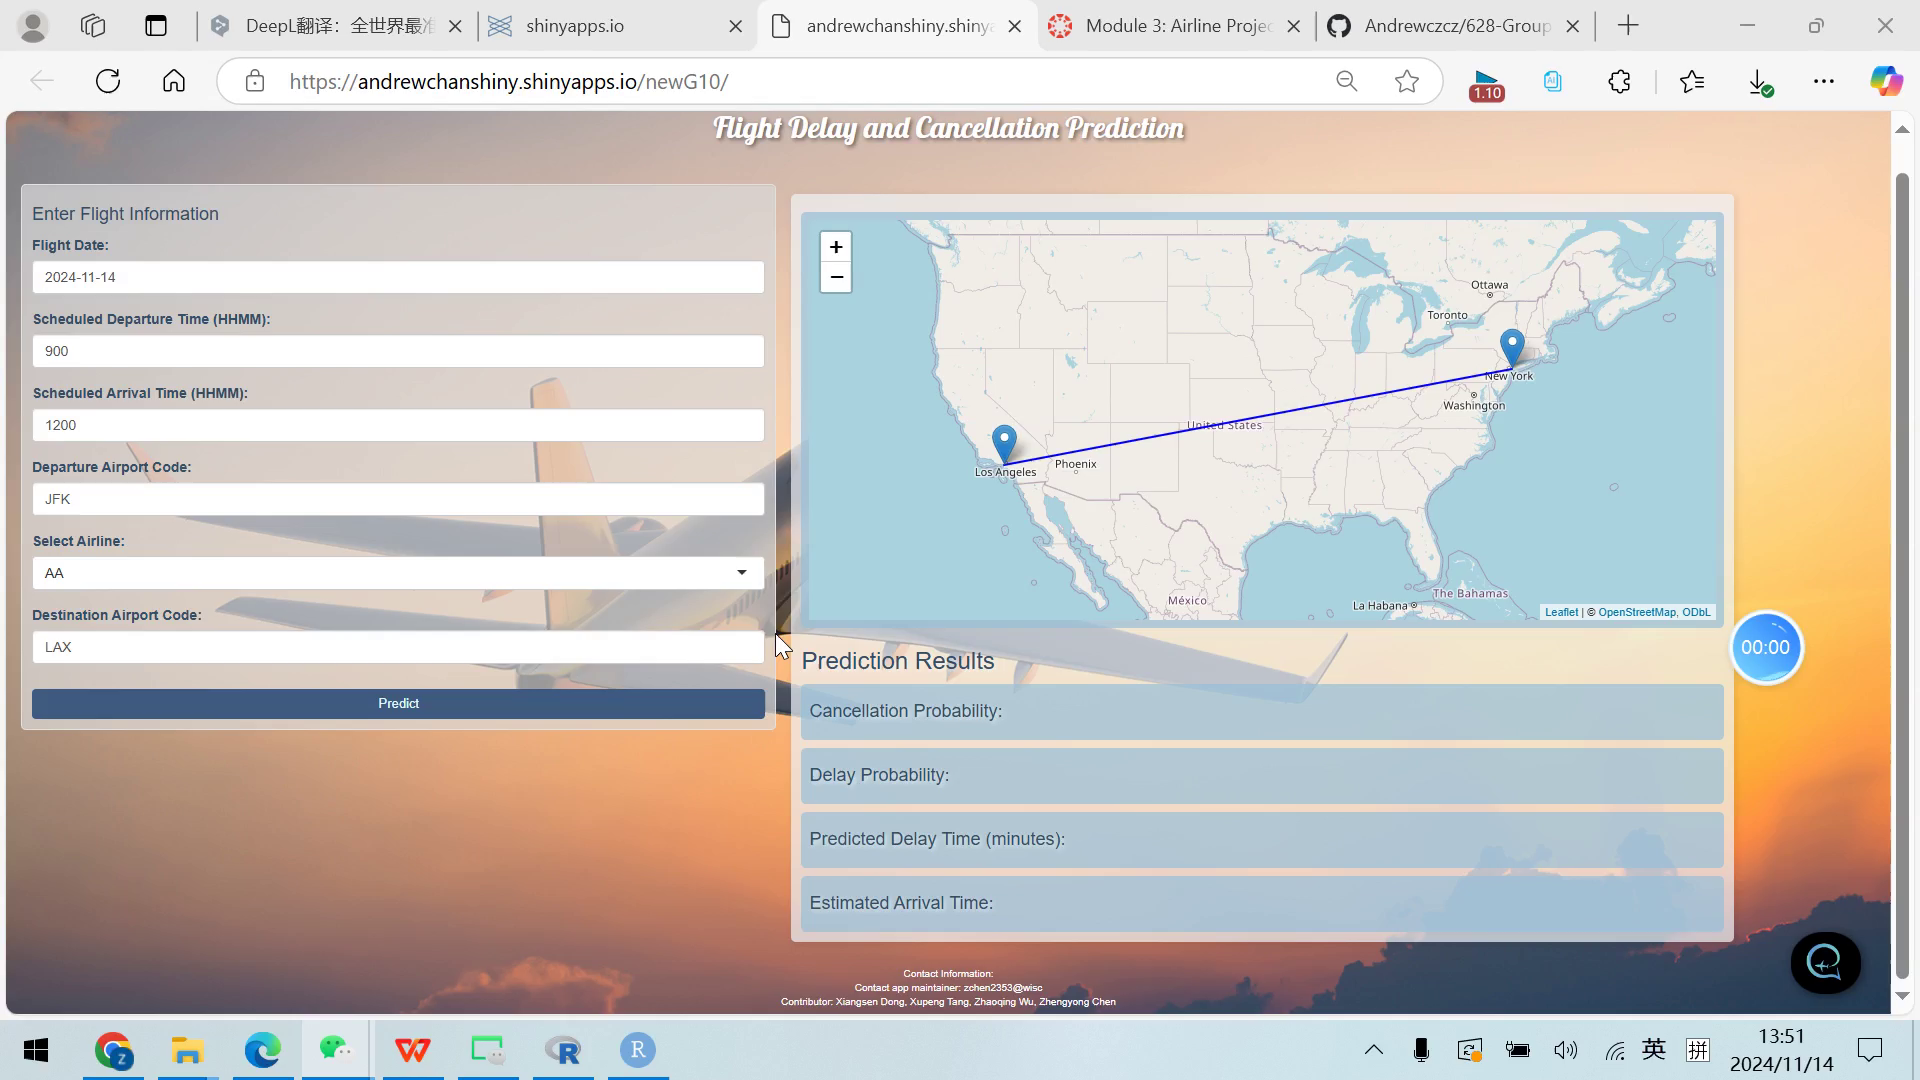 DeepL翻译：全世界最准
shinyapps.io
andrewchanshiny.shinya
Module 3: Airline Projec
Andrewczcz/628-Group
https://andrewchanshiny.shinyapps.io/newG10/
1.10
Flight Delay and Cancellation Prediction
Enter Flight Information
Flight Date:
2024-11-14
Scheduled Departure Time (HHMM):
900
Scheduled Arrival Time (HHMM):
1200
Departure Airport Code:
JFK
Select Airline:
AA
Destination Airport Code:
LAX
Predict
+
−
Ottawa
Toronto
New York
Washington
United States
Los Angeles
Phoenix
México
La Habana
The Bahamas
Leaflet | © OpenStreetMap, ODbL
00:00
Prediction Results
Cancellation Probability:
Delay Probability:
Predicted Delay Time (minutes):
Estimated Arrival Time:
Contact Information:
Contact app maintainer: zchen2353@wisc
Contributor: Xiangsen Dong, Xupeng Tang, Zhaoqing Wu, Zhengyong Chen
英
拼
13:51
2024/11/14